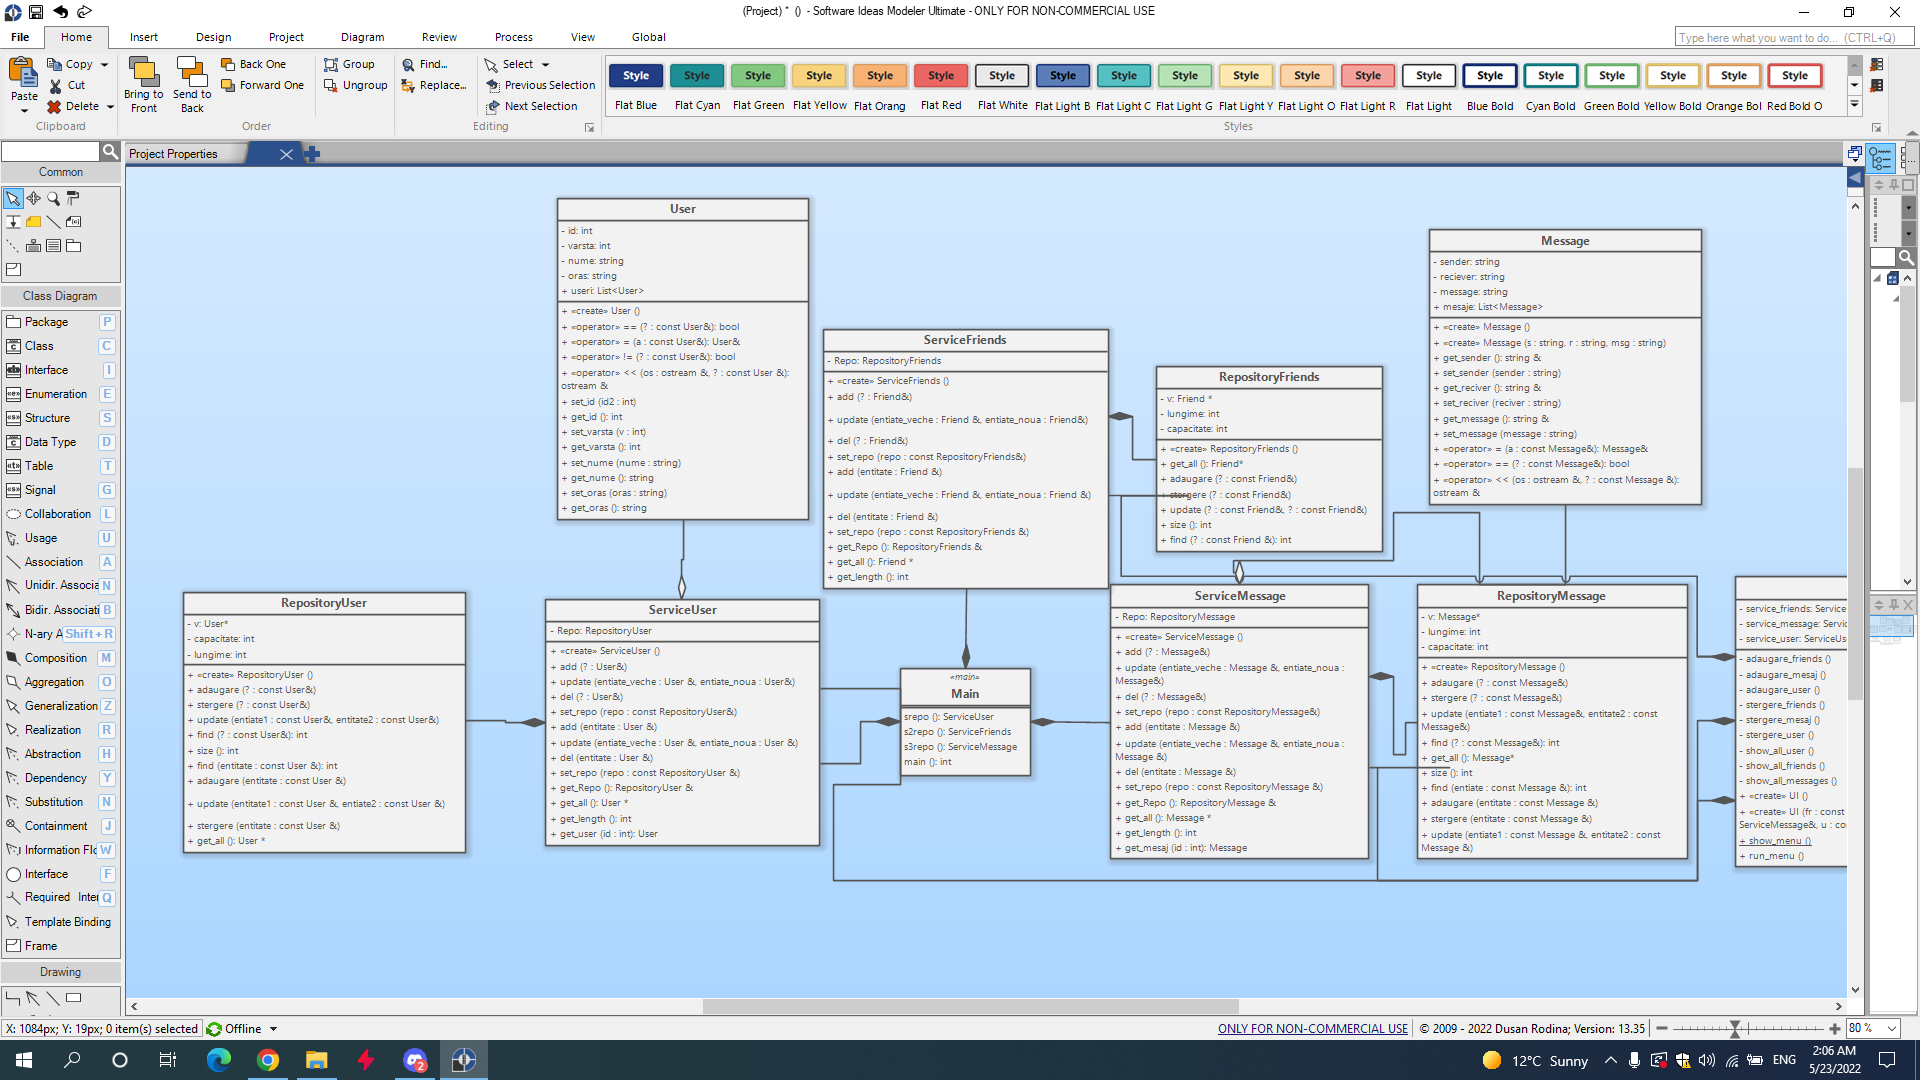 (Project) *  ()  - Software Ideas Modeler Ultimate - ONLY FOR NON-COMMERCIAL USE
File
Home
Insert
Design
Project
Diagram
Review
Process
View
Global
Type here what you want to do... (CTRL+Q)
Paste
Copy
Cut
Delete
Clipboard
Bring to Front
Send to Back
Back One
Forward One
Order
Group
Ungroup
Find...
Replace...
Select
Previous Selection
Next Selection
Editing
Style Style Style Style Style Style Style Style Style Style Style Style Style Style Style Style Style Style Style Style
Flat Blue Flat Cyan Flat Green Flat Yellow Flat Orang Flat Red Flat White Flat Light B Flat Light C Flat Light G Flat Light Y Flat Light O Flat Light R Flat Light Blue Bold Cyan Bold Green Bold Yellow Bold Orange Bol Red Bold O
Styles
Project Properties
Common
Class Diagram
Package P
Class C
Interface I
Enumeration E
Structure S
Data Type D
Table T
Signal G
Collaboration L
Usage U
Association A
Unidir. Associa N
Bidir. Associati B
N-ary A Shift+R
Composition M
Aggregation O
Generalization Z
Realization R
Abstraction H
Dependency Y
Substitution N
Containment J
Information Flo W
Interface F
Required Inter Q
Template Binding
Frame
Drawing
User
- id: int
- varsta: int
- nume: string
- oras: string
+ useri: List<User>
+ «create» User ()
+ «operator» == (? : const User&): bool
+ «operator» = (a : const User&): User&
+ «operator» != (? : const User&): bool
+ «operator» << (os : ostream &, ? : const User &):
ostream &
+ set_id (id2 : int)
+ get_id (): int
+ set_varsta (v : int)
+ get_varsta (): int
+ set_nume (nume : string)
+ get_nume (): string
+ set_oras (oras : string)
+ get_oras (): string
ServiceFriends
- Repo: RepositoryFriends
+ «create» ServiceFriends ()
+ add (? : Friend&)
+ update (entiate_veche : Friend &, entiate_noua : Friend&)
+ del (? : Friend&)
+ set_repo (repo : const RepositoryFriends&)
+ add (entitate : Friend &)
+ update (entiate_veche : Friend &, entiate_noua : Friend &)
+ del (entitate : Friend &)
+ set_repo (repo : const RepositoryFriends &)
+ get_Repo (): RepositoryFriends &
+ get_all (): Friend *
+ get_length (): int
RepositoryFriends
- v: Friend *
- lungime: int
- capacitate: int
+ «create» RepositoryFriends ()
+ get_all (): Friend*
+ adaugare (? : const Friend&)
+ stergere (? : const Friend&)
+ update (? : const Friend&, ? : const Friend&)
+ size (): int
+ find (? : const Friend &): int
Message
- sender: string
- reciever: string
- message: string
+ mesaje: List<Message>
+ «create» Message ()
+ «create» Message (s : string, r : string, msg : string)
+ get_sender (): string &
+ set_sender (sender : string)
+ get_reciver (): string &
+ set_reciver (reciver : string)
+ get_message (): string &
+ set_message (message : string)
+ «operator» = (a : const Message&): Message&
+ «operator» == (? : const Message&): bool
+ «operator» << (os : ostream &, ? : const Message &):
ostream &
RepositoryUser
- v: User*
- capacitate: int
- lungime: int
+ «create» RepositoryUser ()
+ adaugare (? : const User&)
+ stergere (? : const User&)
+ update (entiate1 : const User&, entitate2 : const User&)
+ find (? : const User&): int
+ size (): int
+ find (entitate : const User &): int
+ adaugare (entitate : const User &)
+ update (entitate1 : const User &, entiate2 : const User &)
+ stergere (entitate : const User &)
+ get_all (): User *
ServiceUser
- Repo: RepositoryUser
+ «create» ServiceUser ()
+ add (? : User&)
+ update (entiate_veche : User &, entiate_noua : User&)
+ del (? : User&)
+ set_repo (repo : const RepositoryUser&)
+ add (entitate : User &)
+ update (entiate_veche : User &, entiate_noua : User &)
+ del (entitate : User &)
+ set_repo (repo : const RepositoryUser &)
+ get_Repo (): RepositoryUser &
+ get_all (): User *
+ get_length (): int
+ get_user (id : int): User
«main»
Main
srepo (): ServiceUser
s2repo (): ServiceFriends
s3repo (): ServiceMessage
main (): int
ServiceMessage
- Repo: RepositoryMessage
+ «create» ServiceMessage ()
+ add (? : Message&)
+ update (entiate_veche : Message &, entiate_noua :
Message&)
+ del (? : Message&)
+ set_repo (repo : const RepositoryMessage&)
+ add (entitate : Message &)
+ update (entiate_veche : Message &, entiate_noua :
Message &)
+ del (entitate : Message &)
+ set_repo (repo : const RepositoryMessage &)
+ get_Repo (): RepositoryMessage &
+ get_all (): Message *
+ get_length (): int
+ get_mesaj (id : int): Message
RepositoryMessage
- v: Message*
- lungime: int
- capacitate: int
+ «create» RepositoryMessage ()
+ adaugare (? : const Message&)
+ stergere (? : const Message&)
+ update (entiate1 : const Message&, entitate2 : const
Message&)
+ find (? : const Message&): int
+ get_all (): Message*
+ size (): int
+ find (entiate : const Message &): int
+ adaugare (entitate : const Message &)
+ stergere (entitate : const Message &)
+ update (entiate1 : const Message &, entitate2 : const
Message &)
- service_friends: Service
- service_message: Servic
- service_user: ServiceUs
- adaugare_friends ()
- adaugare_mesaj ()
- adaugare_user ()
- stergere_friends ()
- stergere_mesaj ()
- stergere_user ()
- show_all_user ()
- show_all_friends ()
- show_all_messages ()
+ «create» UI ()
+ «create» UI (fr : const
ServiceMessage&, u : co
+ show_menu ()
+ run_menu ()
X: 1084px; Y: 19px; 0 item(s) selected
Offline
ONLY FOR NON-COMMERCIAL USE
© 2009 - 2022 Dusan Rodina; Version: 13.35
80 %
2
12°C Sunny
ENG
2:06 AM
5/23/2022